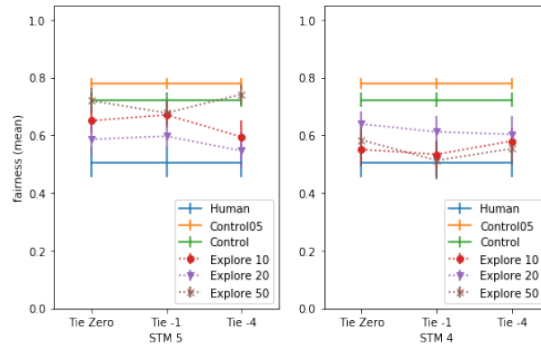 fairness (mean)
1.0
0.8
0.6
0.4
0.2
0.0
Human
Control05
Control
Explore 10
Explore 20
Explore 50
Tie Zero Tie -1 Tie -4
STM 5
1.0
0.8
0.6
0.4
0.2
0.0
Human
Control05
Control
Explore 10
Explore 20
Explore 50
Tie Zero Tie -1 Tie -4
STM 4